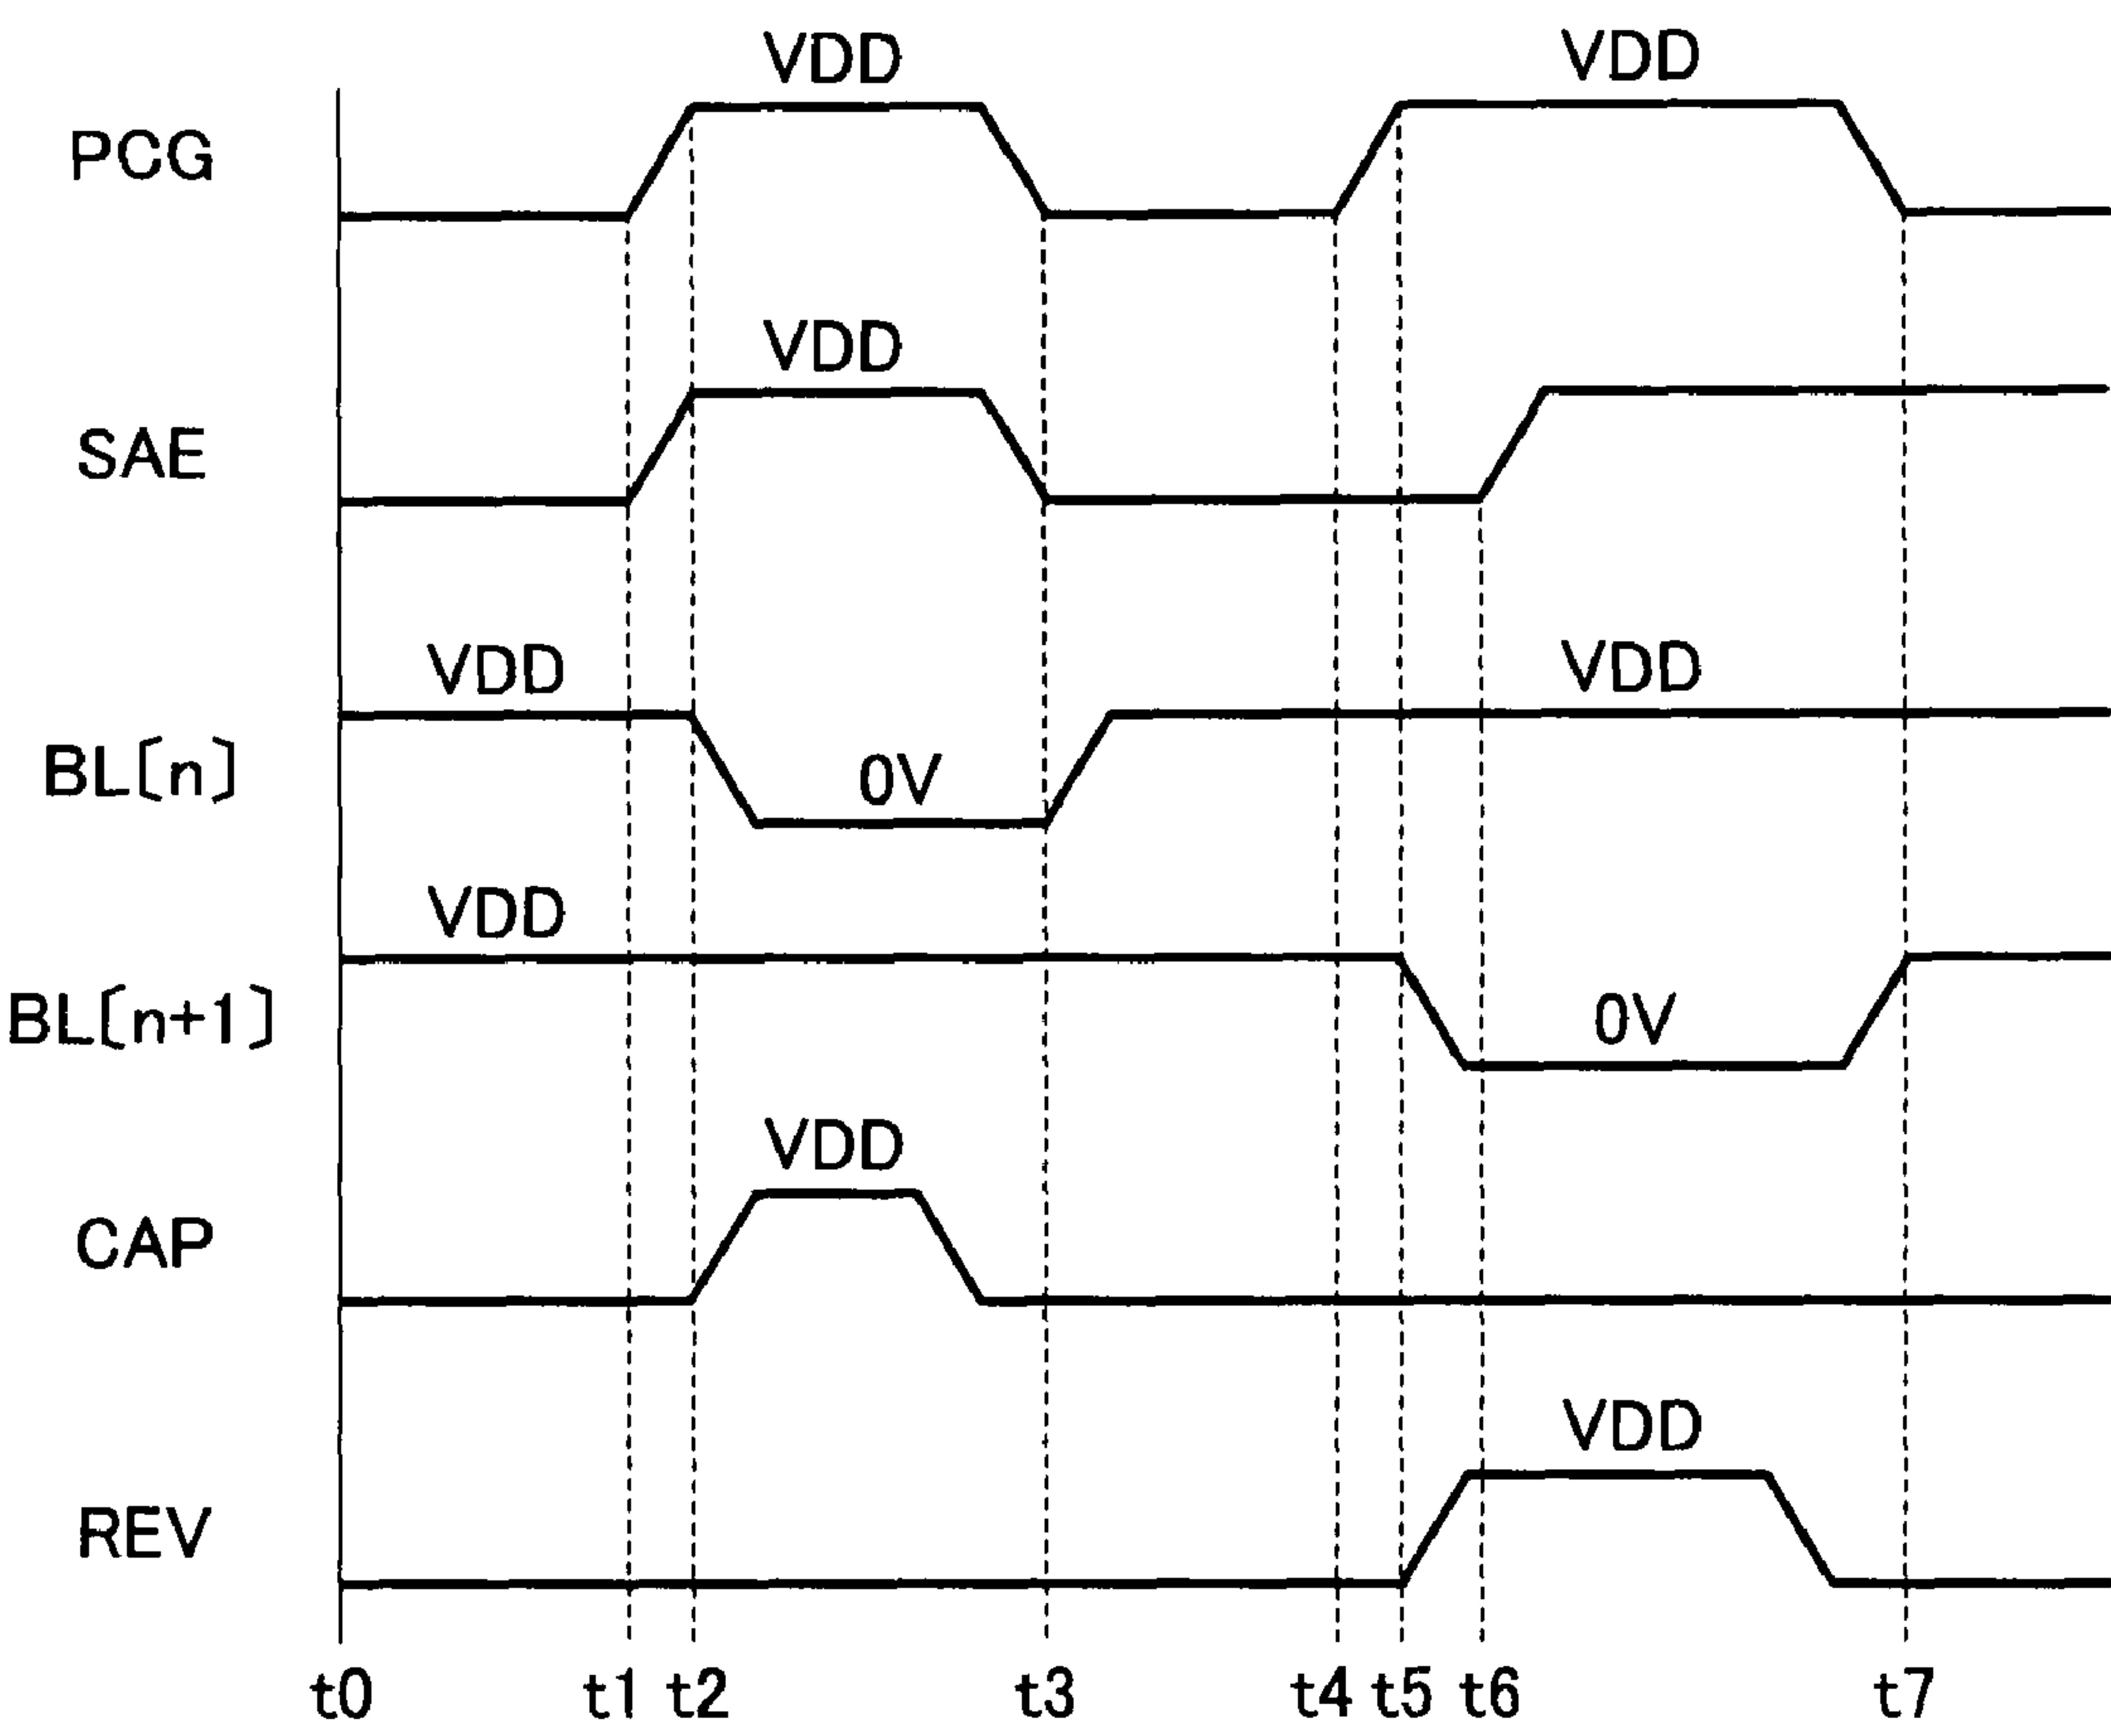 VDD VDD
PCG
VDD
SAE
VDD VDD
BL[n] 0V
VDD
BL[n+1] 0V
VDD
CAP
VDD
REV
t0 t1 t2 t3 t4 t5 t6 t7